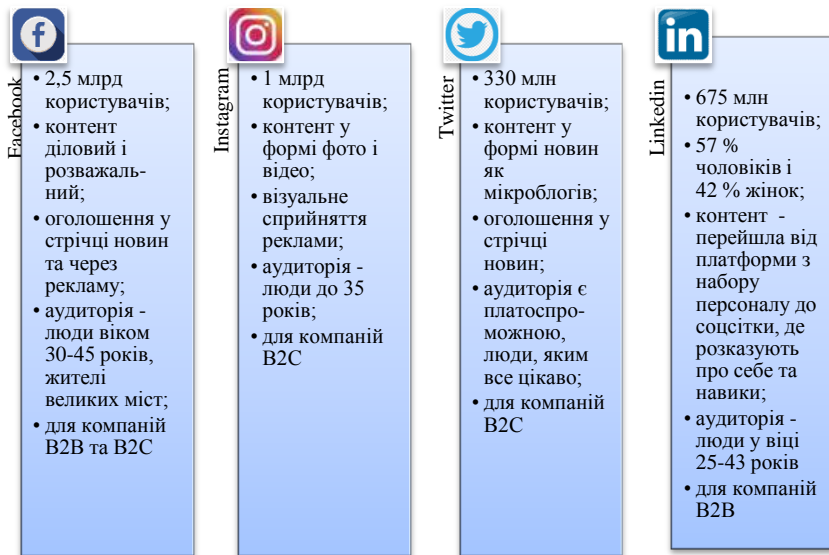 Facebook
• 2,5 млрд
користувачів;
• контент
діловий і
розважаль-
ний;
• оголошення у
стрічці новин
та через
рекламу;
• аудиторія -
люди віком
30-45 років,
жителі
великих міст;
• для компаній
B2B та B2C
Instagram
• 1 млрд
користувачів;
• контент у
формі фото і
відео;
• візуальне
сприйняття
реклами;
• аудиторія -
люди до 35
років;
• для компаній
B2C
Twitter
• 330 млн
користувачів;
• контент у
формі новин
як
мікроблогів;
• оголошення у
стрічці
новин;
• аудиторія є
платоспро-
можною,
люди, яким
все цікаво;
• для компаній
B2C
in
Linkedin
• 675 млн
користувачів;
• 57 %
чоловіків і
42 % жінок;
• контент -
перейшла від
платформи з
набору
персоналу до
соцсітки, де
розказують
про себе та
навики;
• аудиторія -
люди у віці
25-43 років
• для компаній
B2B